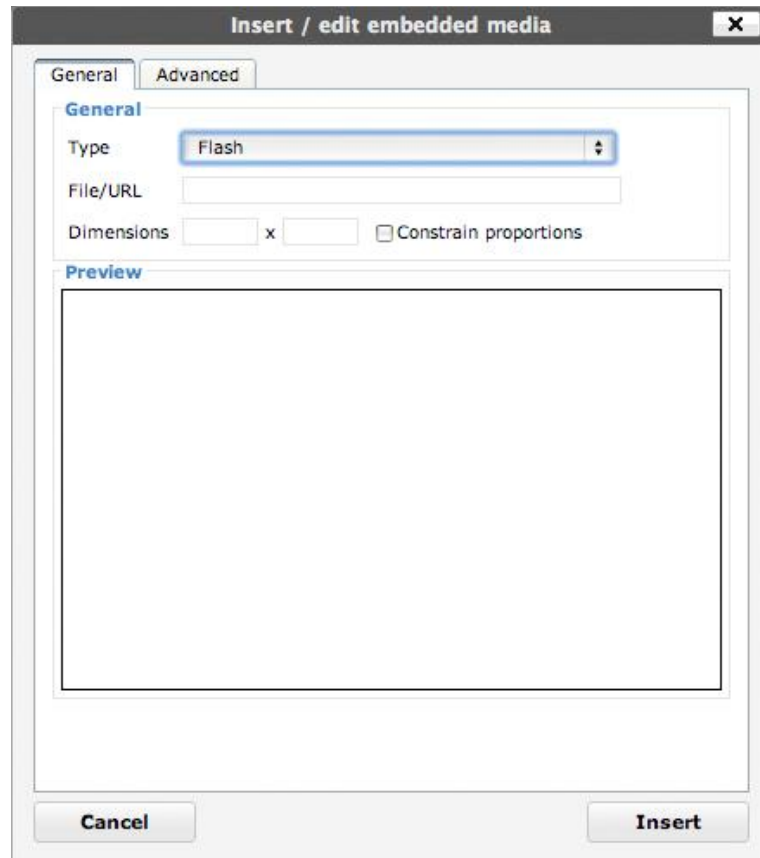 Insert / edit embedded media
General Advanced
General
Type Flash
File/URL
Dimensions x Constrain proportions
Preview
Cancel Insert